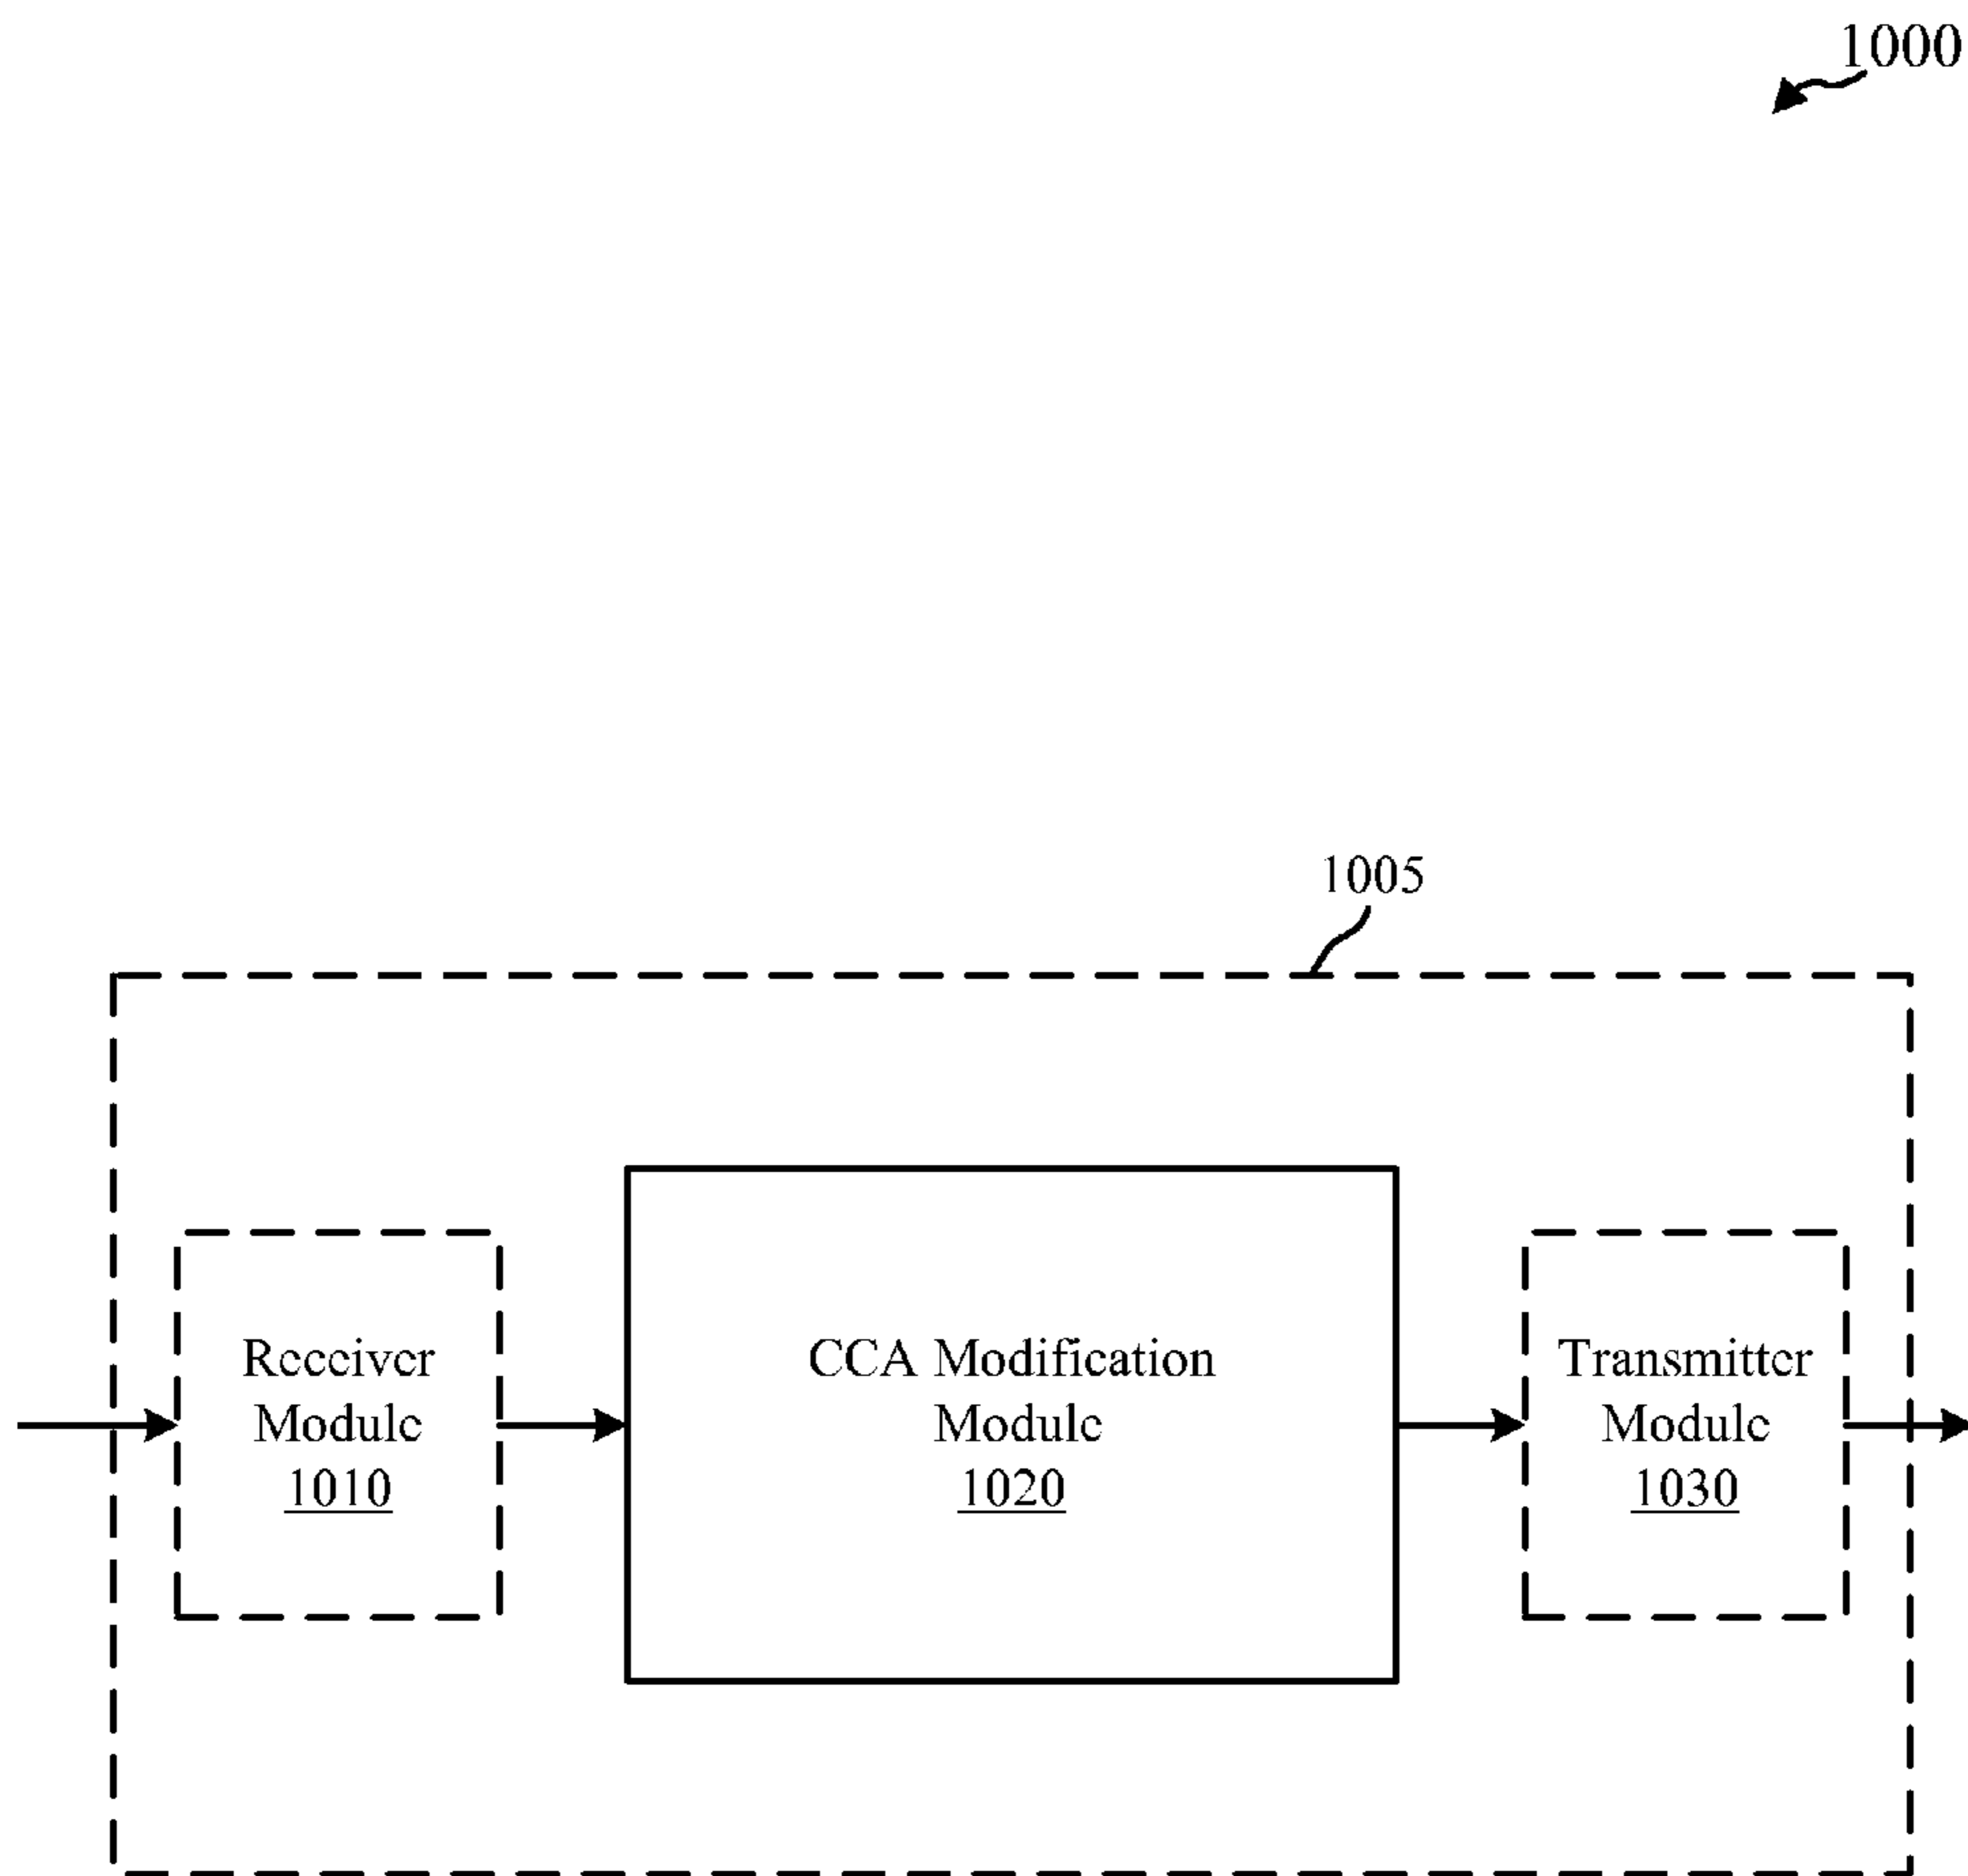 1000
1005
Receiver
Module
1010
CCA Modification
Module
1020
Transmitter
Module
1030